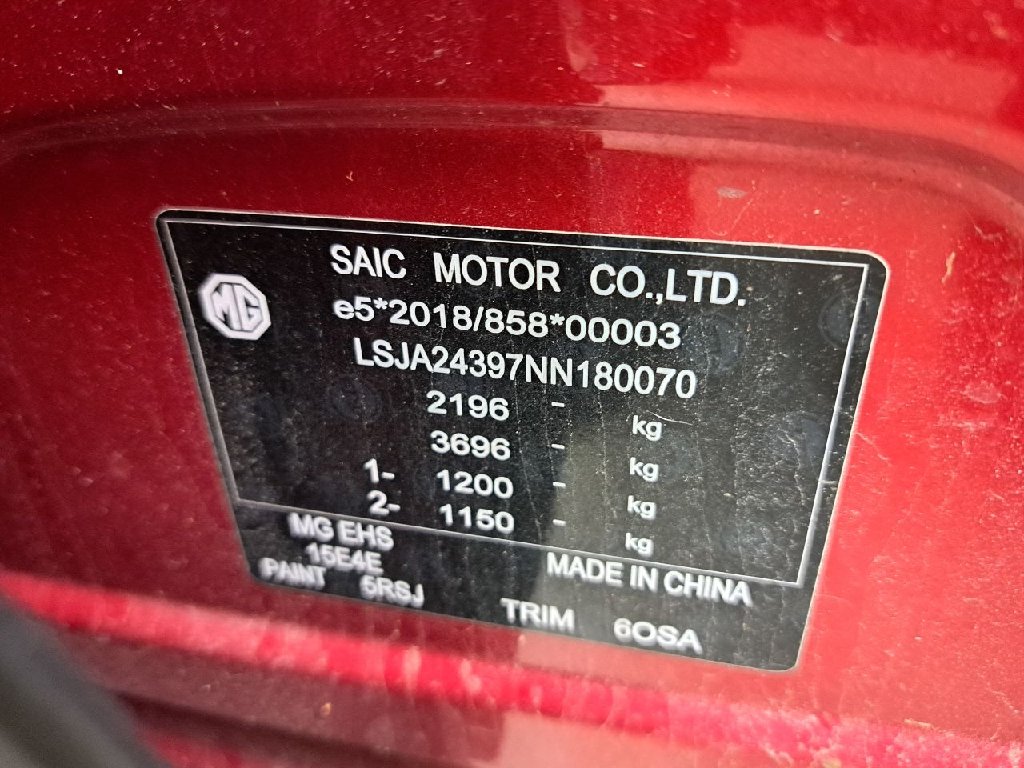 MG
SAIC MOTOR CO.,LTD.
e5*2018/858*00003
LSJA24397NN180070
2196 - kg
3696 - kg
1- 1200 - kg
2- 1150 - kg
MG EHS
15E4E
MADE IN CHINA
PAINT 5RSJ TRIM 6OSA